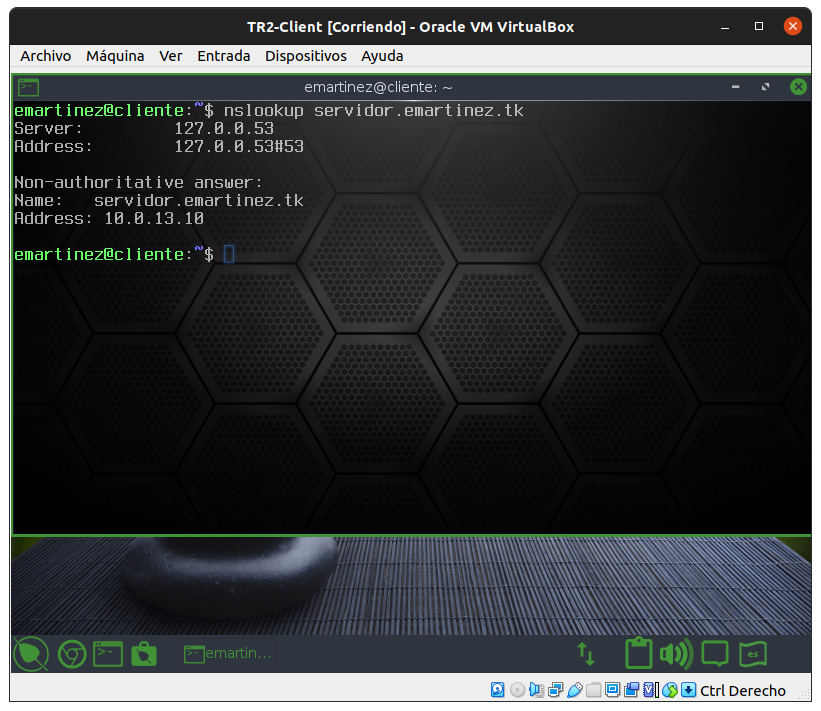 TR2-Client [Corriendo] - Oracle VM VirtualBox
Archivo Máquina Ver Entrada Dispositivos Ayuda
emartinez@cliente: ~
emartinez@cliente:~$ nslookup servidor.emartinez.tk
Server: 127.0.0.53
Address: 127.0.0.53#53
Non-authoritative answer:
Name: servidor.emartinez.tk
Address: 10.0.13.10
emartinez@cliente:~$
emartin... es
Ctrl Derecho